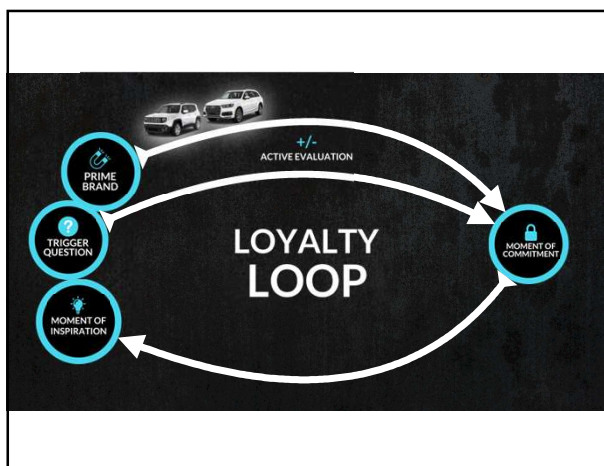 +/-
ACTIVE EVALUATION
PRIME
BRAND
?
TRIGGER
QUESTION
MOMENT OF
INSPIRATION
LOYALTY
LOOP
MOMENT OF
COMMITMENT